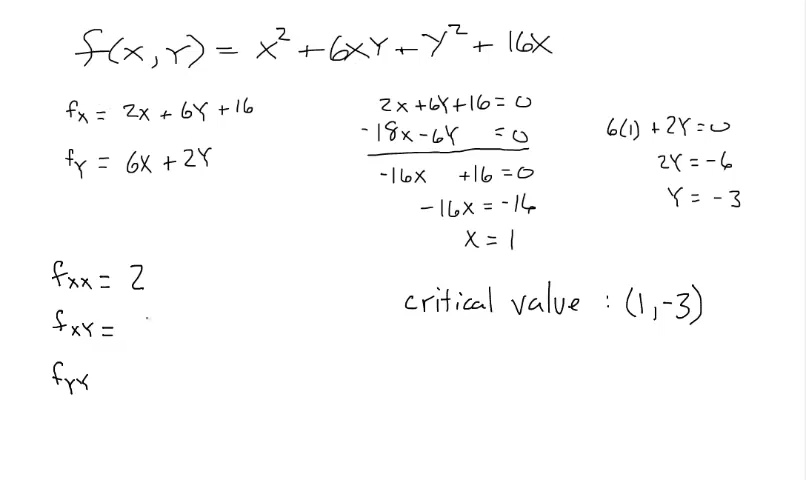 f(x,Y) = x² + 6xY + Y² + 16X
fx = 2x + 6Y + 16
fY = 6X + 2Y
2x + 6Y + 16 = 0
-18x - 6Y = 0
-16x + 16 = 0
-16x = -16
X = 1
6(1) + 2Y = 0
2Y = -6
Y = -3
fxx = 2
fxY =
fYY
critical value : (1, -3)